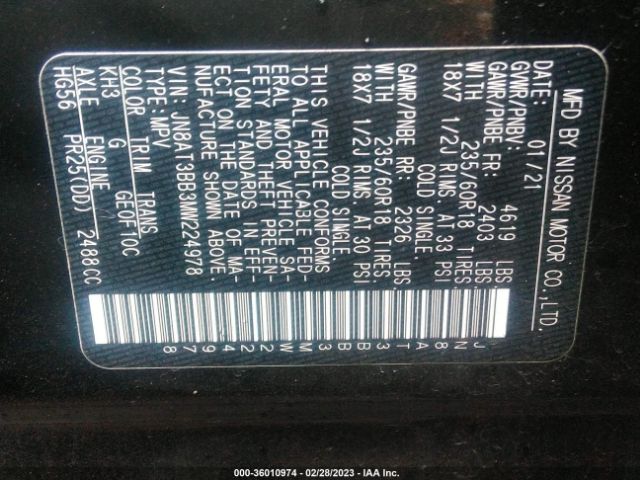 MFD BY NISSAN MOTOR CO.,LTD.
DATE: 01/21
GVWR/PNBV: 4619 LBS.
GAWR/PNBE FR: 2403 LBS.
WITH 235/60R18 TIRES.
18X7 1/2J RIMS. AT 33 PSI
COLD SINGLE.
GAWR/PNBE RR: 2326 LBS.
WITH 235/60R18 TIRES:
18X7 1/2J RIMS. AT 30 PSI
COLD SINGLE
THIS VEHICLE CONFORMS
TO ALL APPLICABLE FED-
ERAL MOTOR VEHICLE SA-
FETY AND THEFT PREVEN-
TION STANDARDS IN EFF-
ECT ON THE DATE OF MA-
NUFACTURE SHOWN ABOVE.
VIN: JN8AT3BB3MW224978
TYPE: MPV
COLOR TRIM TRANS
KH3 G GE0F10C
AXLE ENGINE
HG56 PR25(DD) 2488CC
JN8AT3BB3MW224978
000-36010974 - 02/28/2023 - IAA Inc.